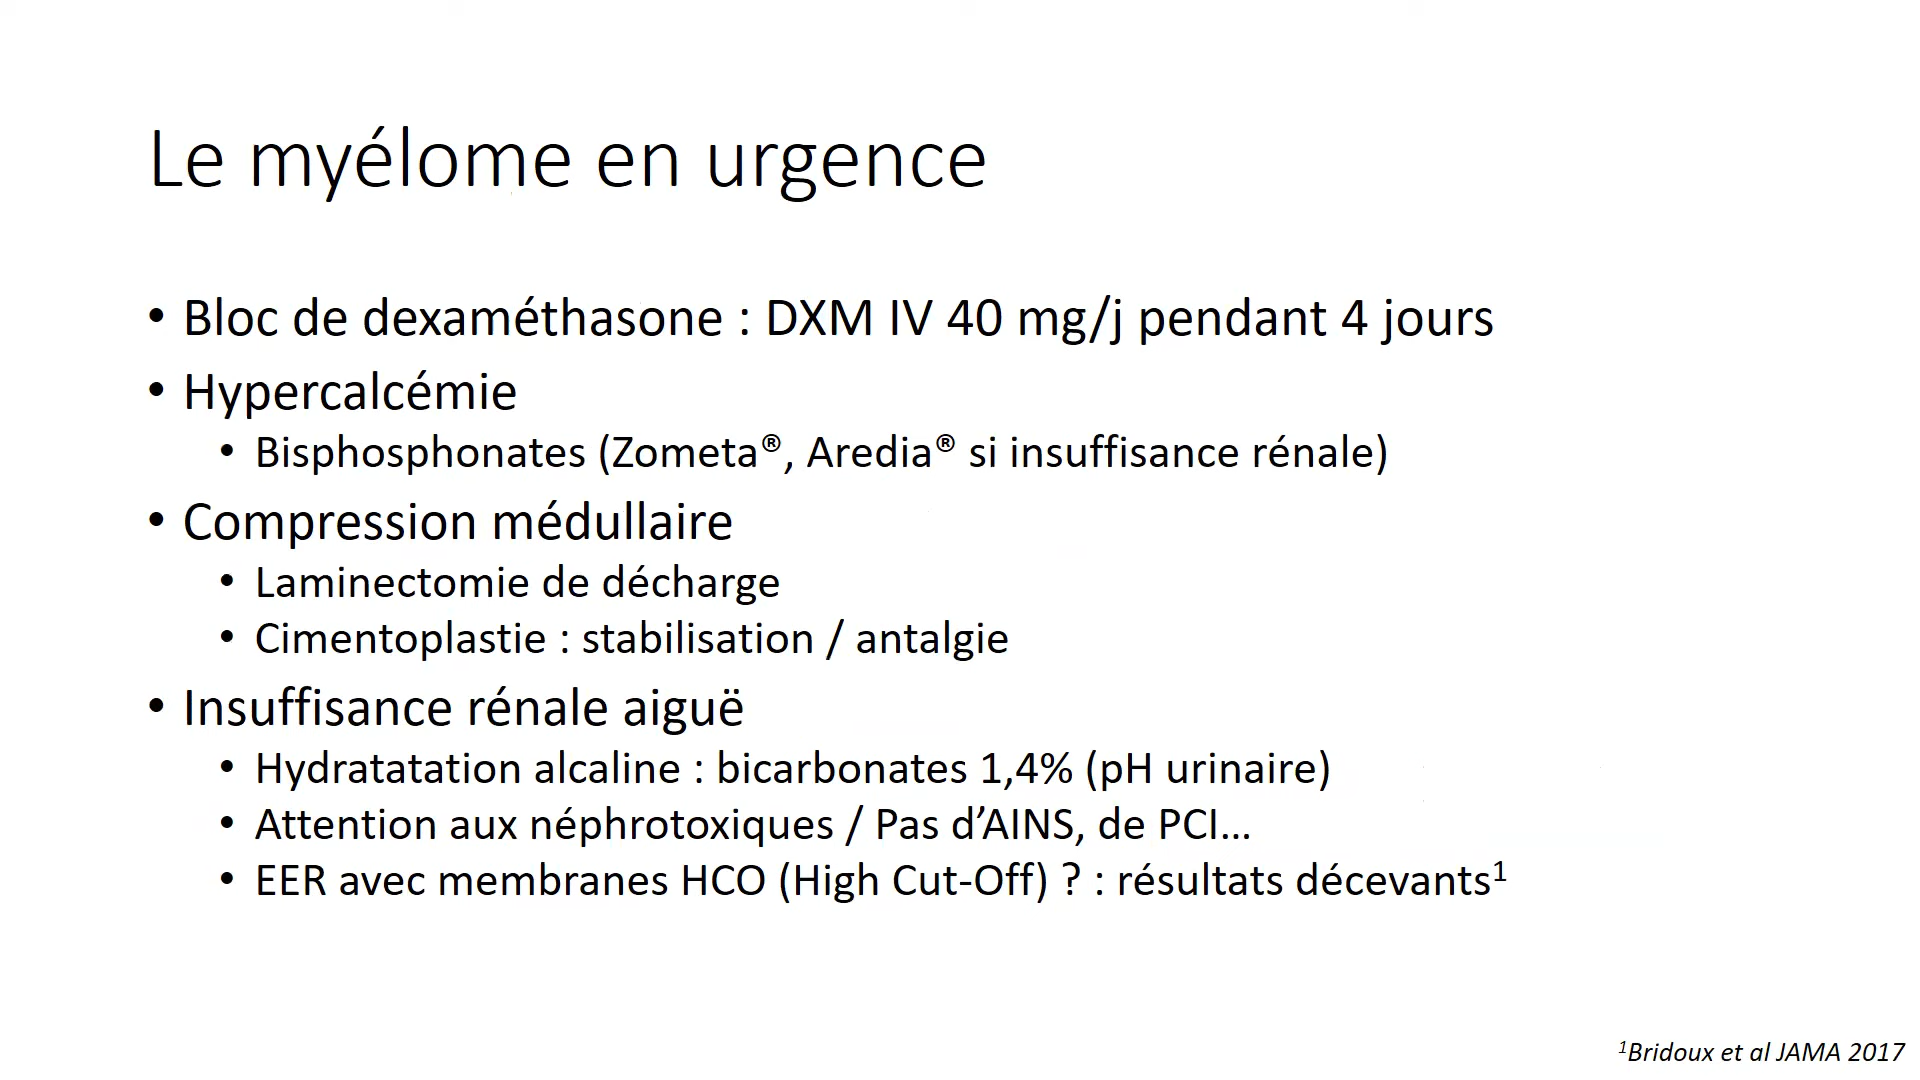 Le myélome en urgence
• Bloc de dexaméthasone : DXM IV 40 mg/j pendant 4 jours
• Hypercalcémie
• Bisphosphonates (Zometa®, Aredia® si insuffisance rénale)
• Compression médullaire
• Laminectomie de décharge
• Cimentoplastie : stabilisation / antalgie
• Insuffisance rénale aiguë
• Hydratatation alcaline : bicarbonates 1,4% (pH urinaire)
• Attention aux néphrotoxiques / Pas d’AINS, de PCI…
• EER avec membranes HCO (High Cut-Off) ? : résultats décevants¹
¹Bridoux et al JAMA 2017